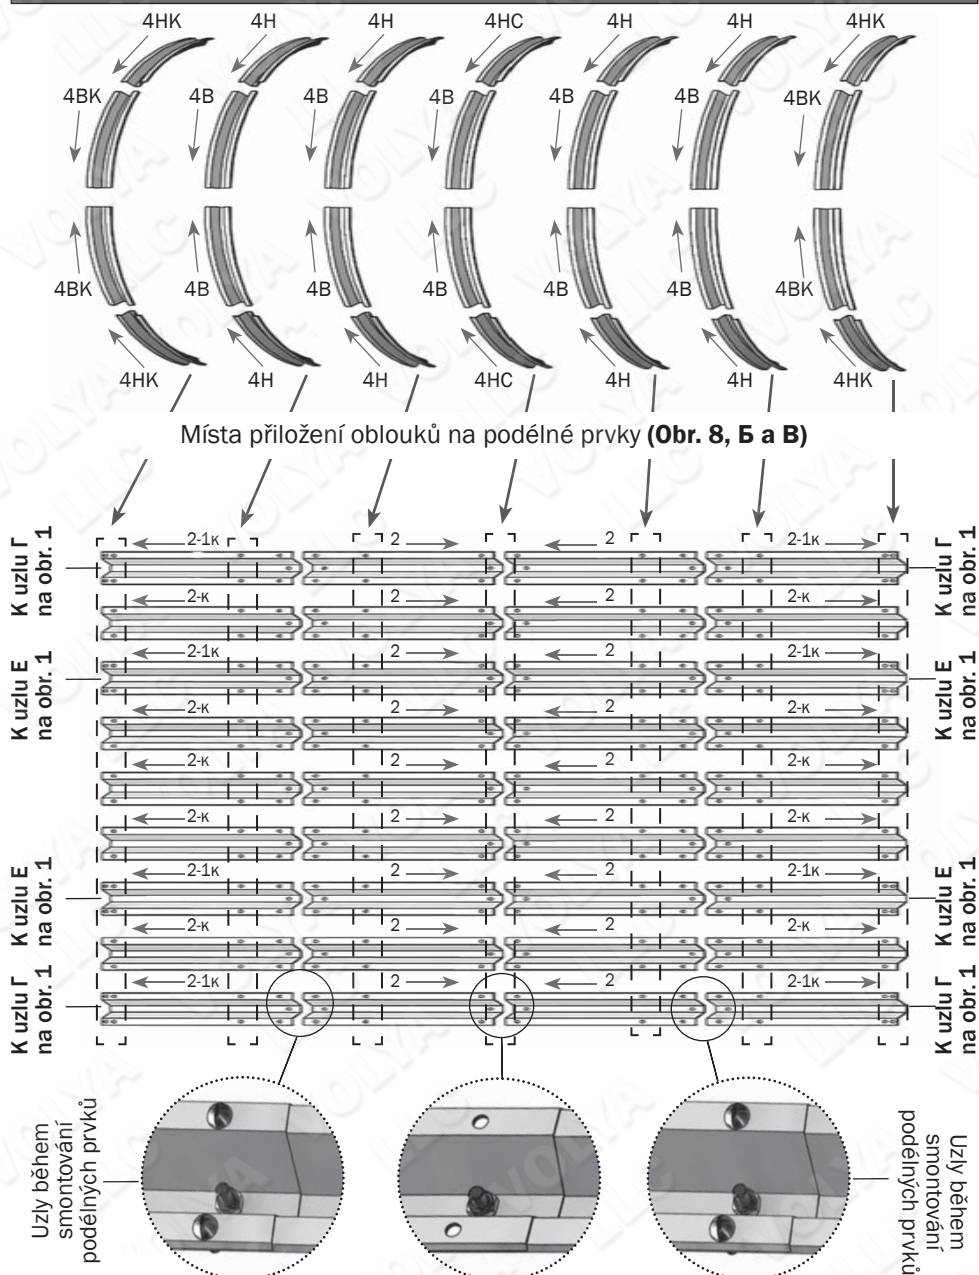 4HK 4H 4H 4HC 4H 4H 4HK
4BK 4B 4B 4B 4B 4B 4BK
4BK 4B 4B 4B 4B 4B 4BK
4HK 4H 4H 4HC 4H 4H 4HK
Místa přiložení oblouků na podélné prvky (Obr. 8, Б а В)
K uzlu Г
na obr. 1
2-1к 2 2 2-1к
K uzlu Г
na obr. 1
2-к 2 2 2-к
K uzlu E
na obr. 1
2-1к 2 2 2-1к
K uzlu E
na obr. 1
2-к 2 2 2-к
2-к 2 2 2-к
2-к 2 2 2-к
K uzlu E
na obr. 1
2-1к 2 2 2-1к
K uzlu E
na obr. 1
2-к 2 2 2-к
K uzlu Г
na obr. 1
2-1к 2 2 2-1к
K uzlu Г
na obr. 1
Uzly během
smontování
podélných prvků
Uzly během
smontování
podélných prvků
VOLYA
LLC